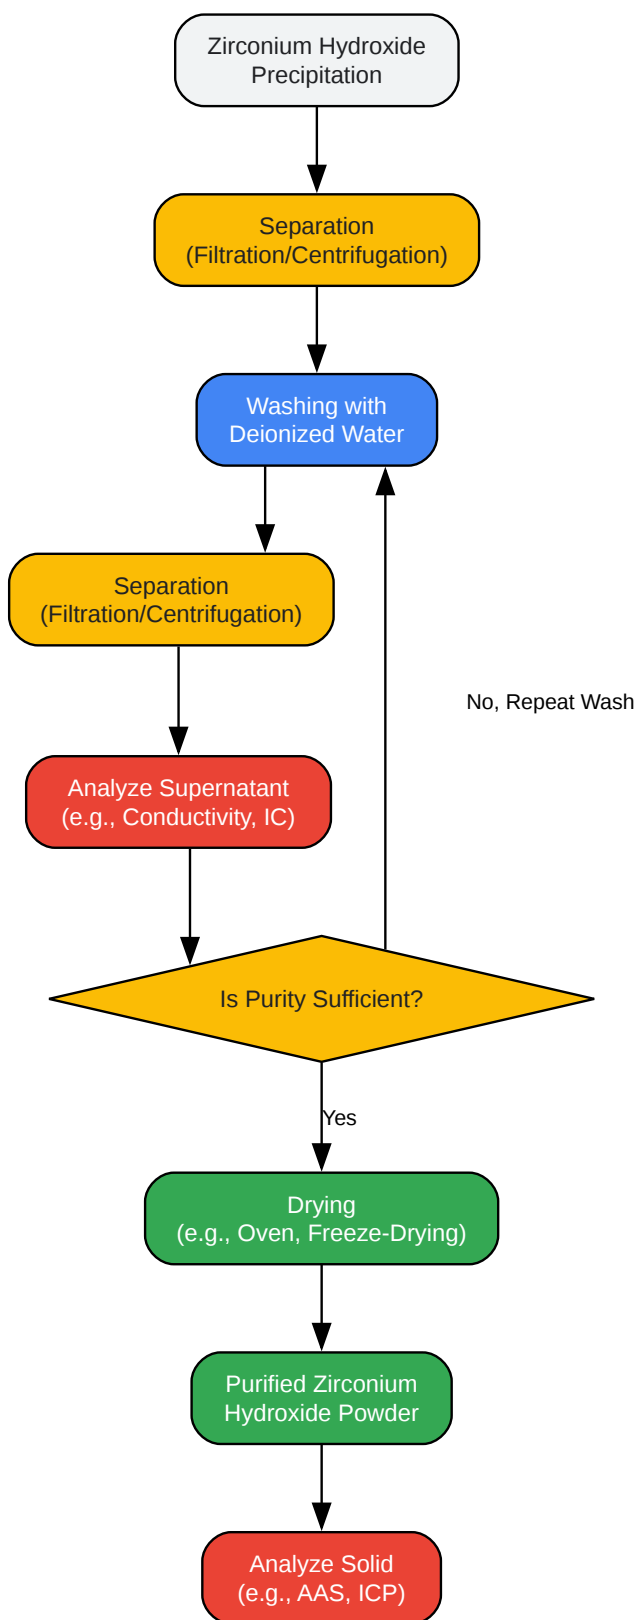 Zirconium Hydroxide
Precipitation
Separation
(Filtration/Centrifugation)
Washing with
Deionized Water
Separation
(Filtration/Centrifugation)
No, Repeat Wash
Analyze Supernatant
(e.g., Conductivity, IC)
Is Purity Sufficient?
Yes
Drying
(e.g., Oven, Freeze-Drying)
Purified Zirconium
Hydroxide Powder
Analyze Solid
(e.g., AAS, ICP)